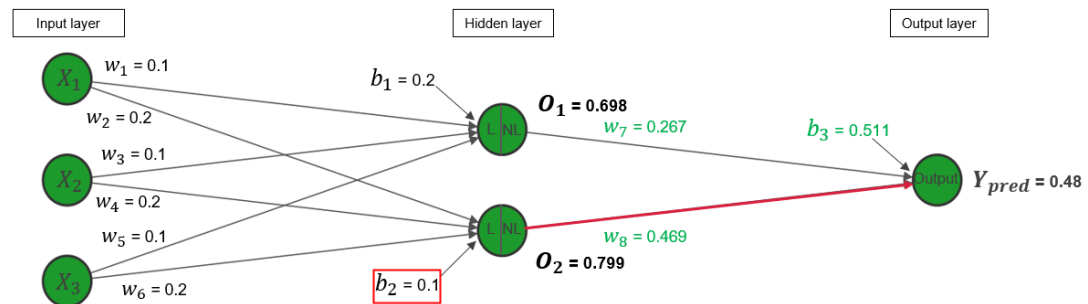 Input layer
Hidden layer
Output layer
X₁
w₁ = 0.1
w₂ = 0.2
b₁ = 0.2
O₁ = 0.698
L NL
w₇ = 0.267
b₃ = 0.511
X₂
w₃ = 0.1
w₄ = 0.2
Output
Y_pred = 0.48
w₅ = 0.1
L NL
w₈ = 0.469
O₂ = 0.799
X₃
w₆ = 0.2
b₂ = 0.1